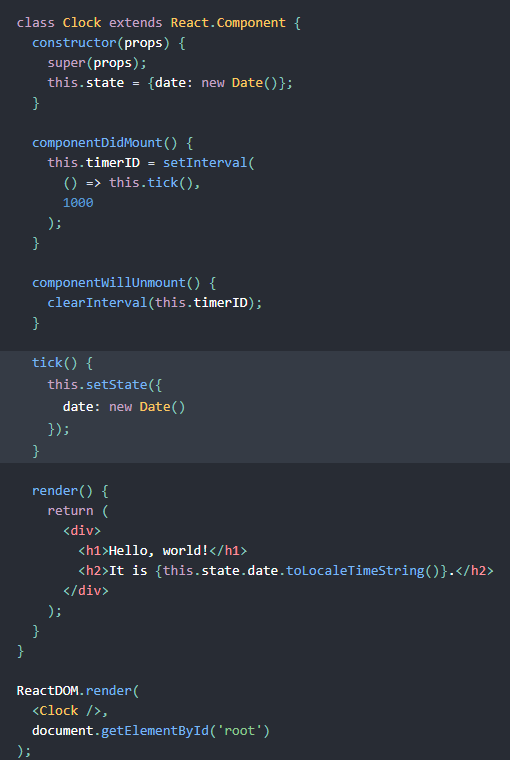 class Clock extends React.Component {
  constructor(props) {
    super(props);
    this.state = {date: new Date()};
  }

  componentDidMount() {
    this.timerID = setInterval(
      () => this.tick(),
      1000
    );
  }

  componentWillUnmount() {
    clearInterval(this.timerID);
  }

  tick() {
    this.setState({
      date: new Date()
    });
  }

  render() {
    return (
      <div>
        <h1>Hello, world!</h1>
        <h2>It is {this.state.date.toLocaleTimeString()}.</h2>
      </div>
    );
  }
}

ReactDOM.render(
  <Clock />,
  document.getElementById('root')
);